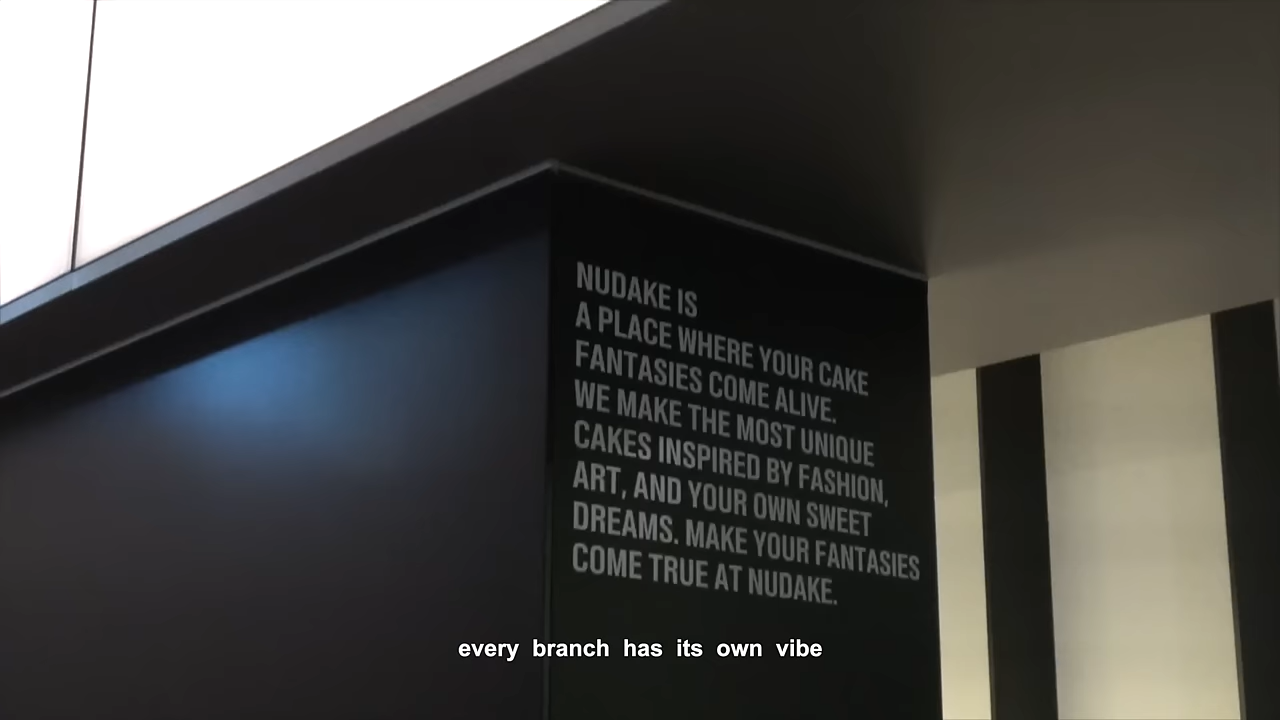 NUDAKE IS
A PLACE WHERE YOUR CAKE
FANTASIES COME ALIVE.
WE MAKE THE MOST UNIQUE
CAKES INSPIRED BY FASHION,
ART, AND YOUR OWN SWEET
DREAMS. MAKE YOUR FANTASIES
COME TRUE AT NUDAKE.
every branch has its own vibe